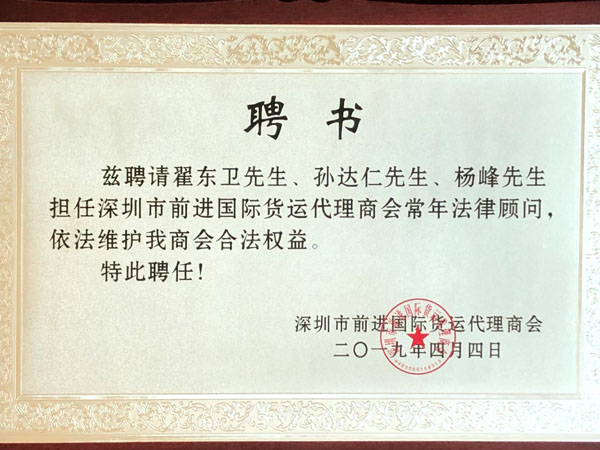 聘书
兹聘请翟东卫先生、孙达仁先生、杨峰先生
担任深圳市前进国际货运代理商会常年法律顾问，
依法维护我商会合法权益。
特此聘任！
深圳市前进国际货运代理商会
二〇一九年四月四日